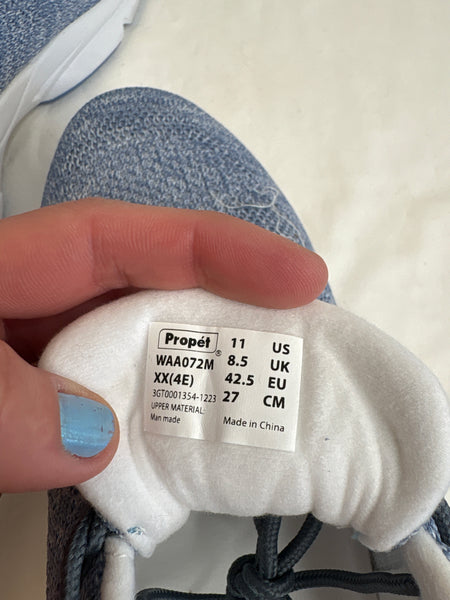 Propét® 11 US
WAA072M 8.5 UK
XX(4E) 42.5 EU
3GT0001354-1223 27 CM
UPPER MATERIAL:
Man made Made in China